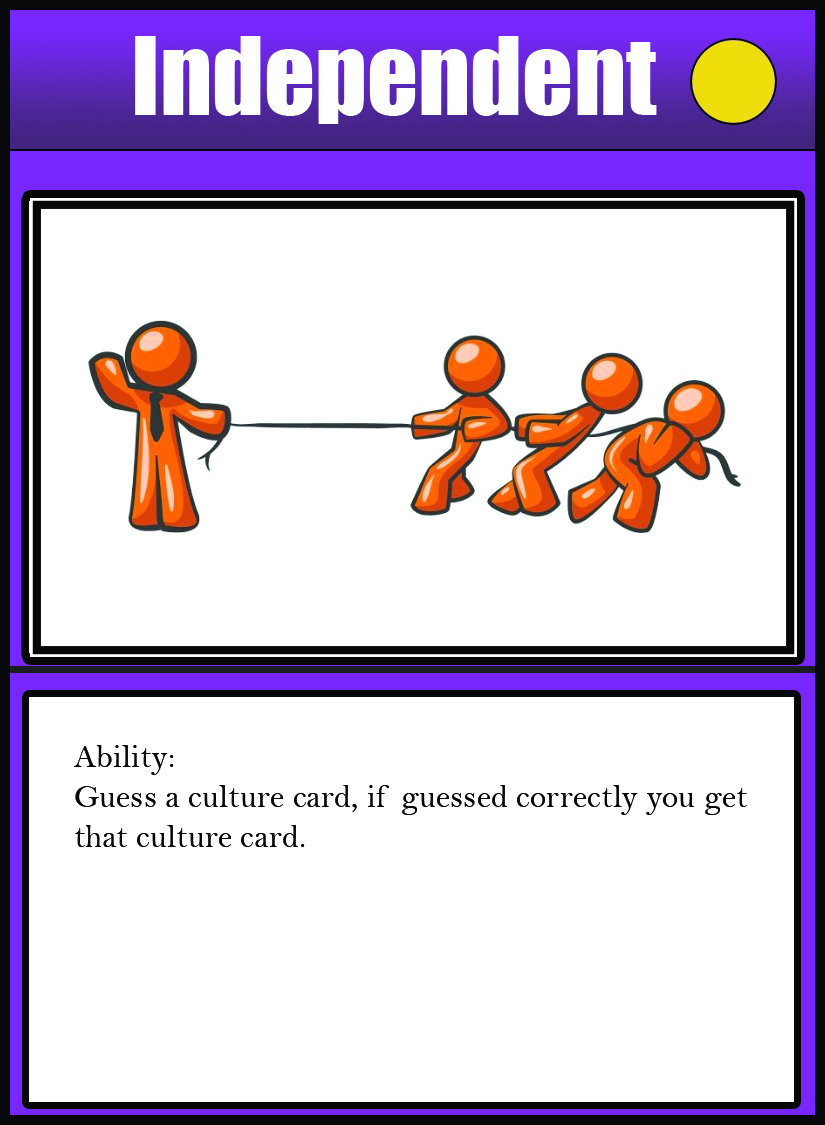 Independent
Ability:
Guess a culture card, if  guessed correctly you get
that culture card.